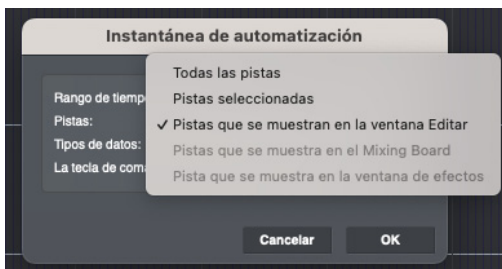 Instantánea de automatización
Todas las pistas
Pistas seleccionadas
✓ Pistas que se muestran en la ventana Editar
Pistas que se muestra en el Mixing Board
Pista que se muestra en la ventana de efectos
Rango de tiemp
Pistas:
Tipos de datos:
La tecla de com
Cancelar
OK